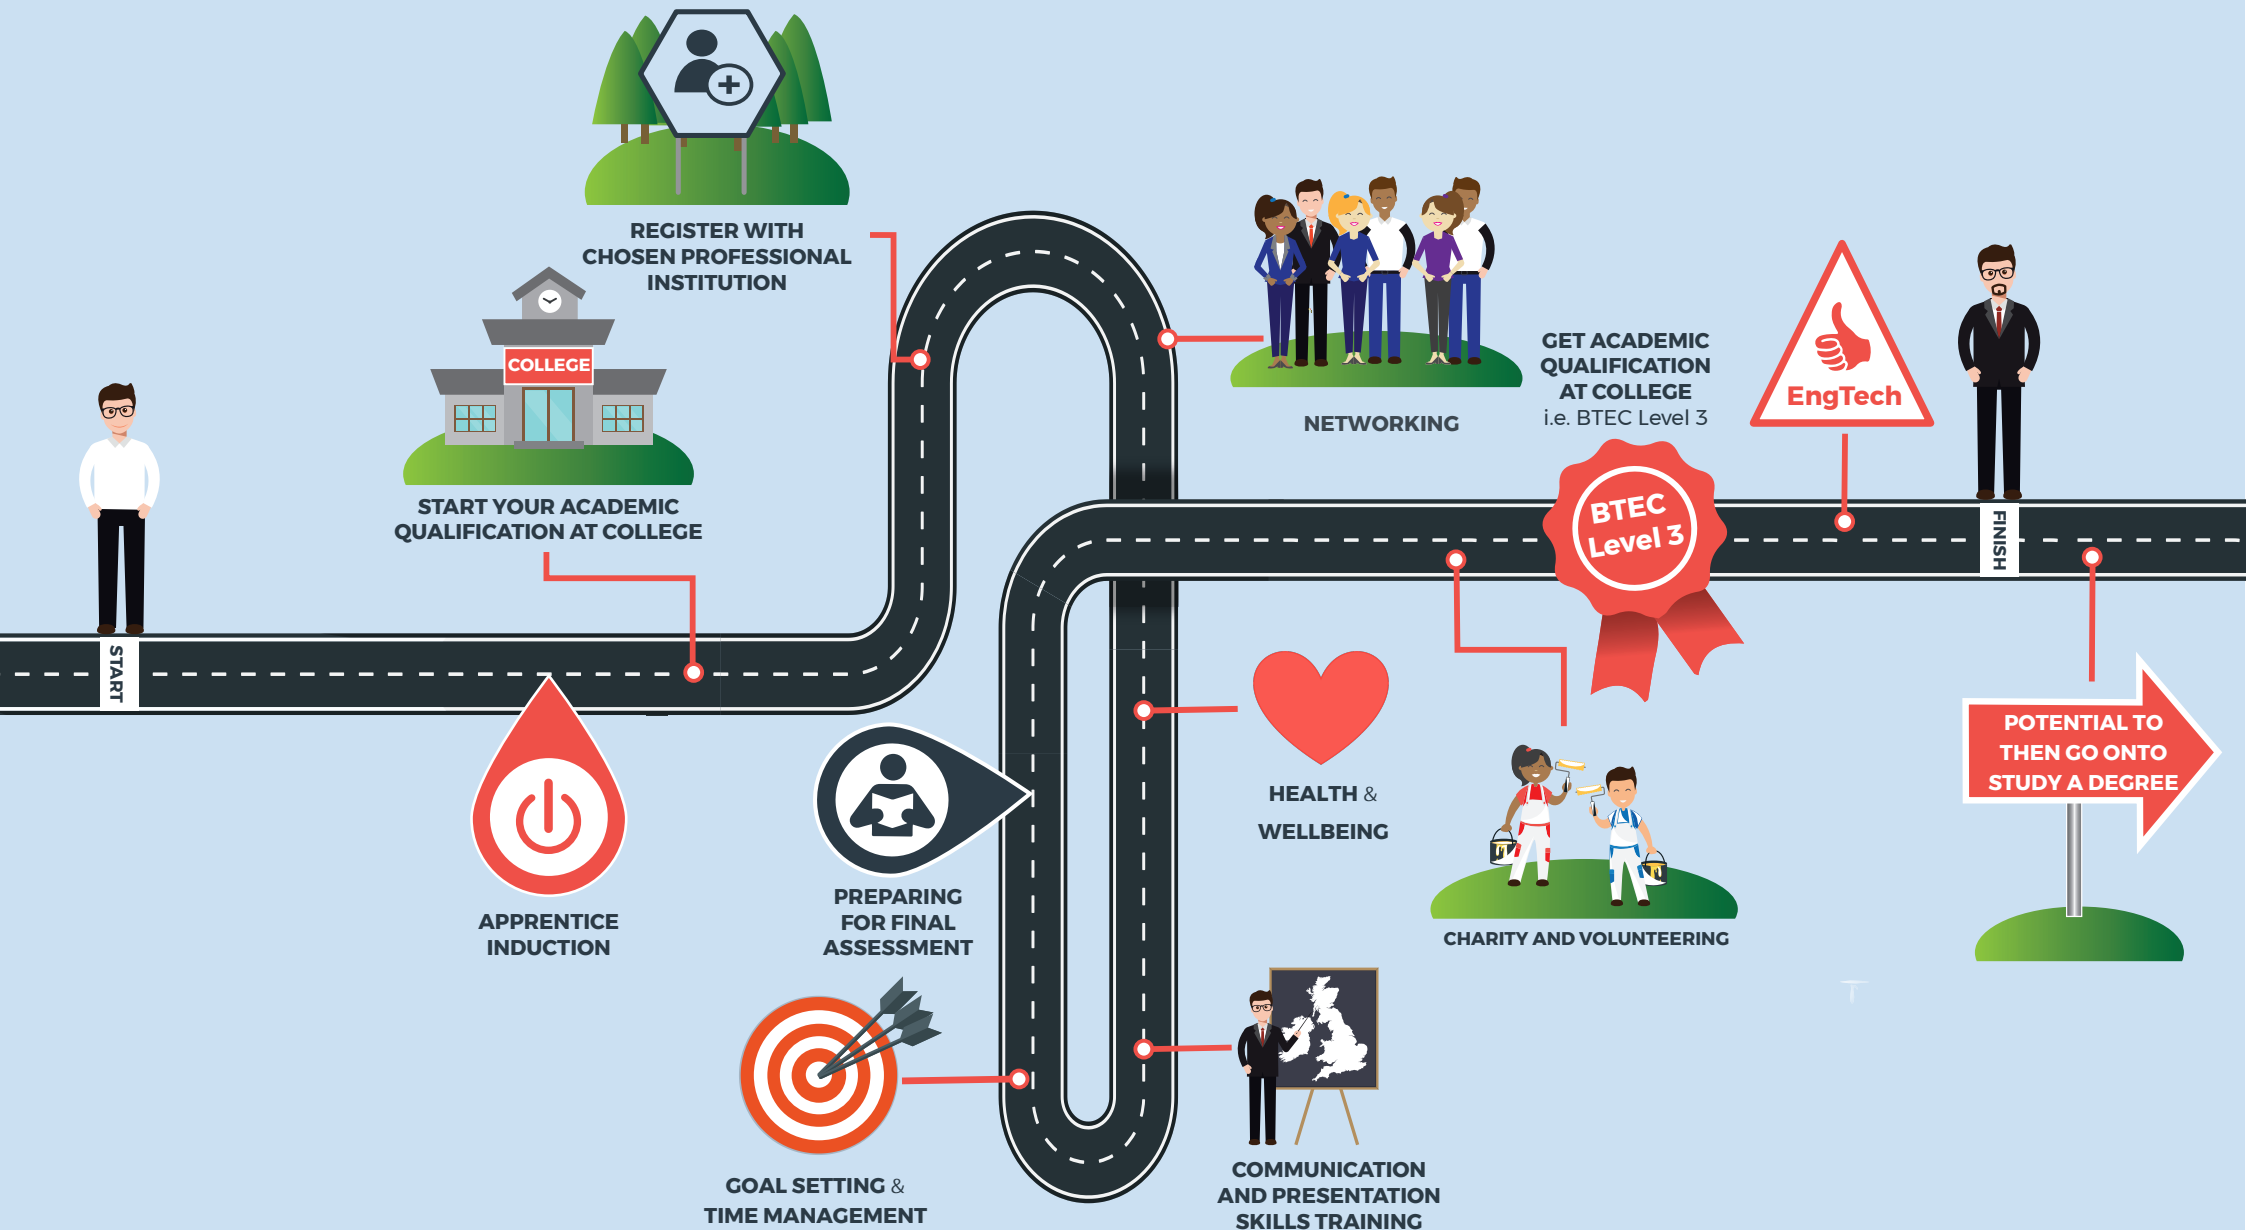 START
APPRENTICE
INDUCTION
COLLEGE
START YOUR ACADEMIC
QUALIFICATION AT COLLEGE
REGISTER WITH
CHOSEN PROFESSIONAL
INSTITUTION
NETWORKING
HEALTH &
WELLBEING
COMMUNICATION
AND PRESENTATION
SKILLS TRAINING
GOAL SETTING &
TIME MANAGEMENT
PREPARING
FOR FINAL
ASSESSMENT
CHARITY AND VOLUNTEERING
GET ACADEMIC
QUALIFICATION
AT COLLEGE
i.e. BTEC Level 3
BTEC
Level 3
EngTech
FINISH
POTENTIAL TO
THEN GO ONTO
STUDY A DEGREE